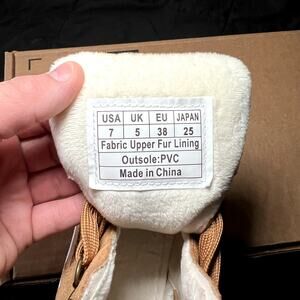 USA UK EU JAPAN
7 5 38 25
Fabric Upper Fur Lining
Outsole:PVC
Made in China